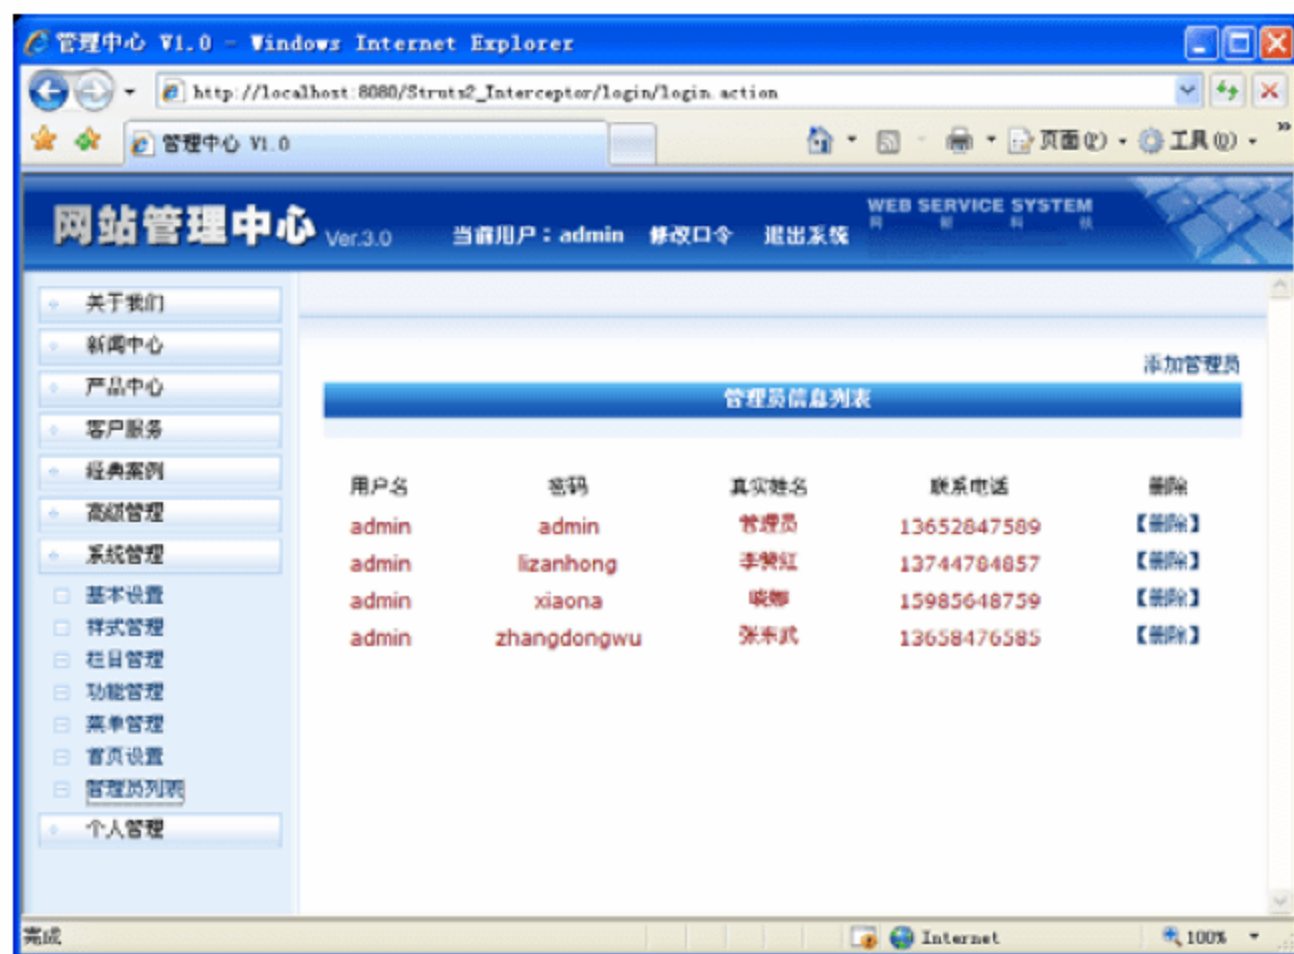 管理中心 V1.0 - Windows Internet Explorer
http://localhost:8080/Struts2_Interceptor/login/login.action
管理中心 V1.0
页面(P)
工具(O)
网站管理中心 Ver.3.0
当前用户：admin 修改口令 退出系统
WEB SERVICE SYSTEM
关于我们
新闻中心
产品中心
客户服务
经典案例
高级管理
系统管理
基本设置
样式管理
栏目管理
功能管理
菜单管理
首页设置
管理员列表
个人管理
添加管理员
管理员信息列表
用户名 密码 真实姓名 联系电话 删除
admin admin 管理员 13652847589 【删除】
admin lizanhong 李赞红 13744784857 【删除】
admin xiaona 晓娜 15985648759 【删除】
admin zhangdongwu 张东武 13658476585 【删除】
完成
Internet
100%